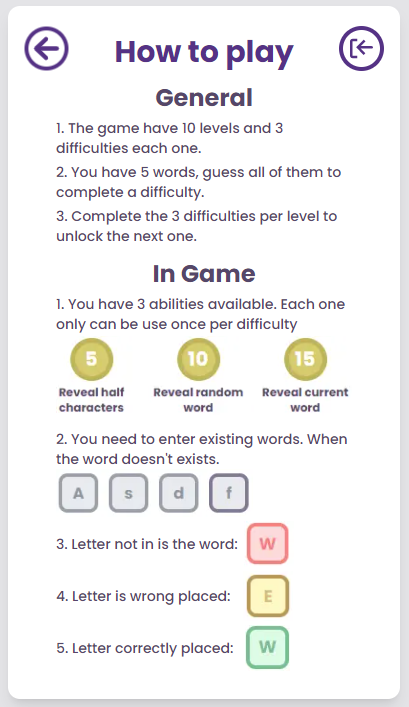 How to play
General
1. The game have 10 levels and 3
difficulties each one.
2. You have 5 words, guess all of them to
complete a difficulty.
3. Complete the 3 difficulties per level to
unlock the next one.
In Game
1. You have 3 abilities available. Each one
only can be use once per difficulty
5 10 15
Reveal half Reveal random Reveal current
characters word word
2. You need to enter existing words. When
the word doesn't exists.
A s d f
3. Letter not in is the word: W
4. Letter is wrong placed: E
5. Letter correctly placed: W